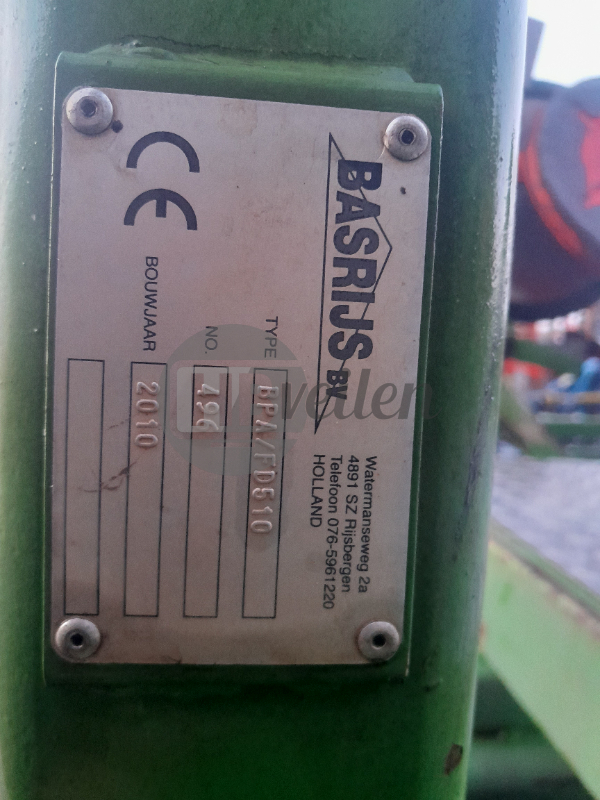 BASRIJS BV
Watermanseweg 2a
4891 SZ Rijsbergen
Telefoon 076-5961220
HOLLAND
TYPE BPA/FD510
NO. 496
BOUWJAAR 2010
CE